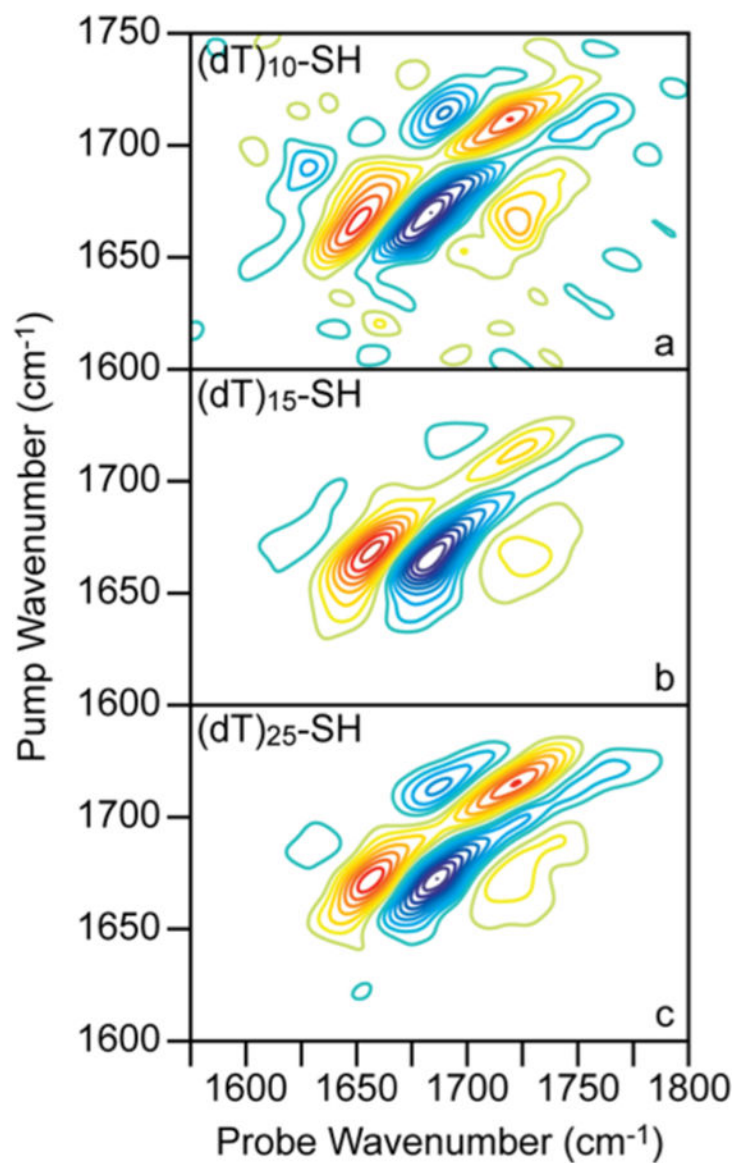 1750
(dT)10-SH
1700
1650
a
1600
(dT)15-SH
1700
1650
b
1600
(dT)25-SH
1700
1650
c
1600
1600 1650 1700 1750 1800
Probe Wavenumber (cm-1)
Pump Wavenumber (cm-1)